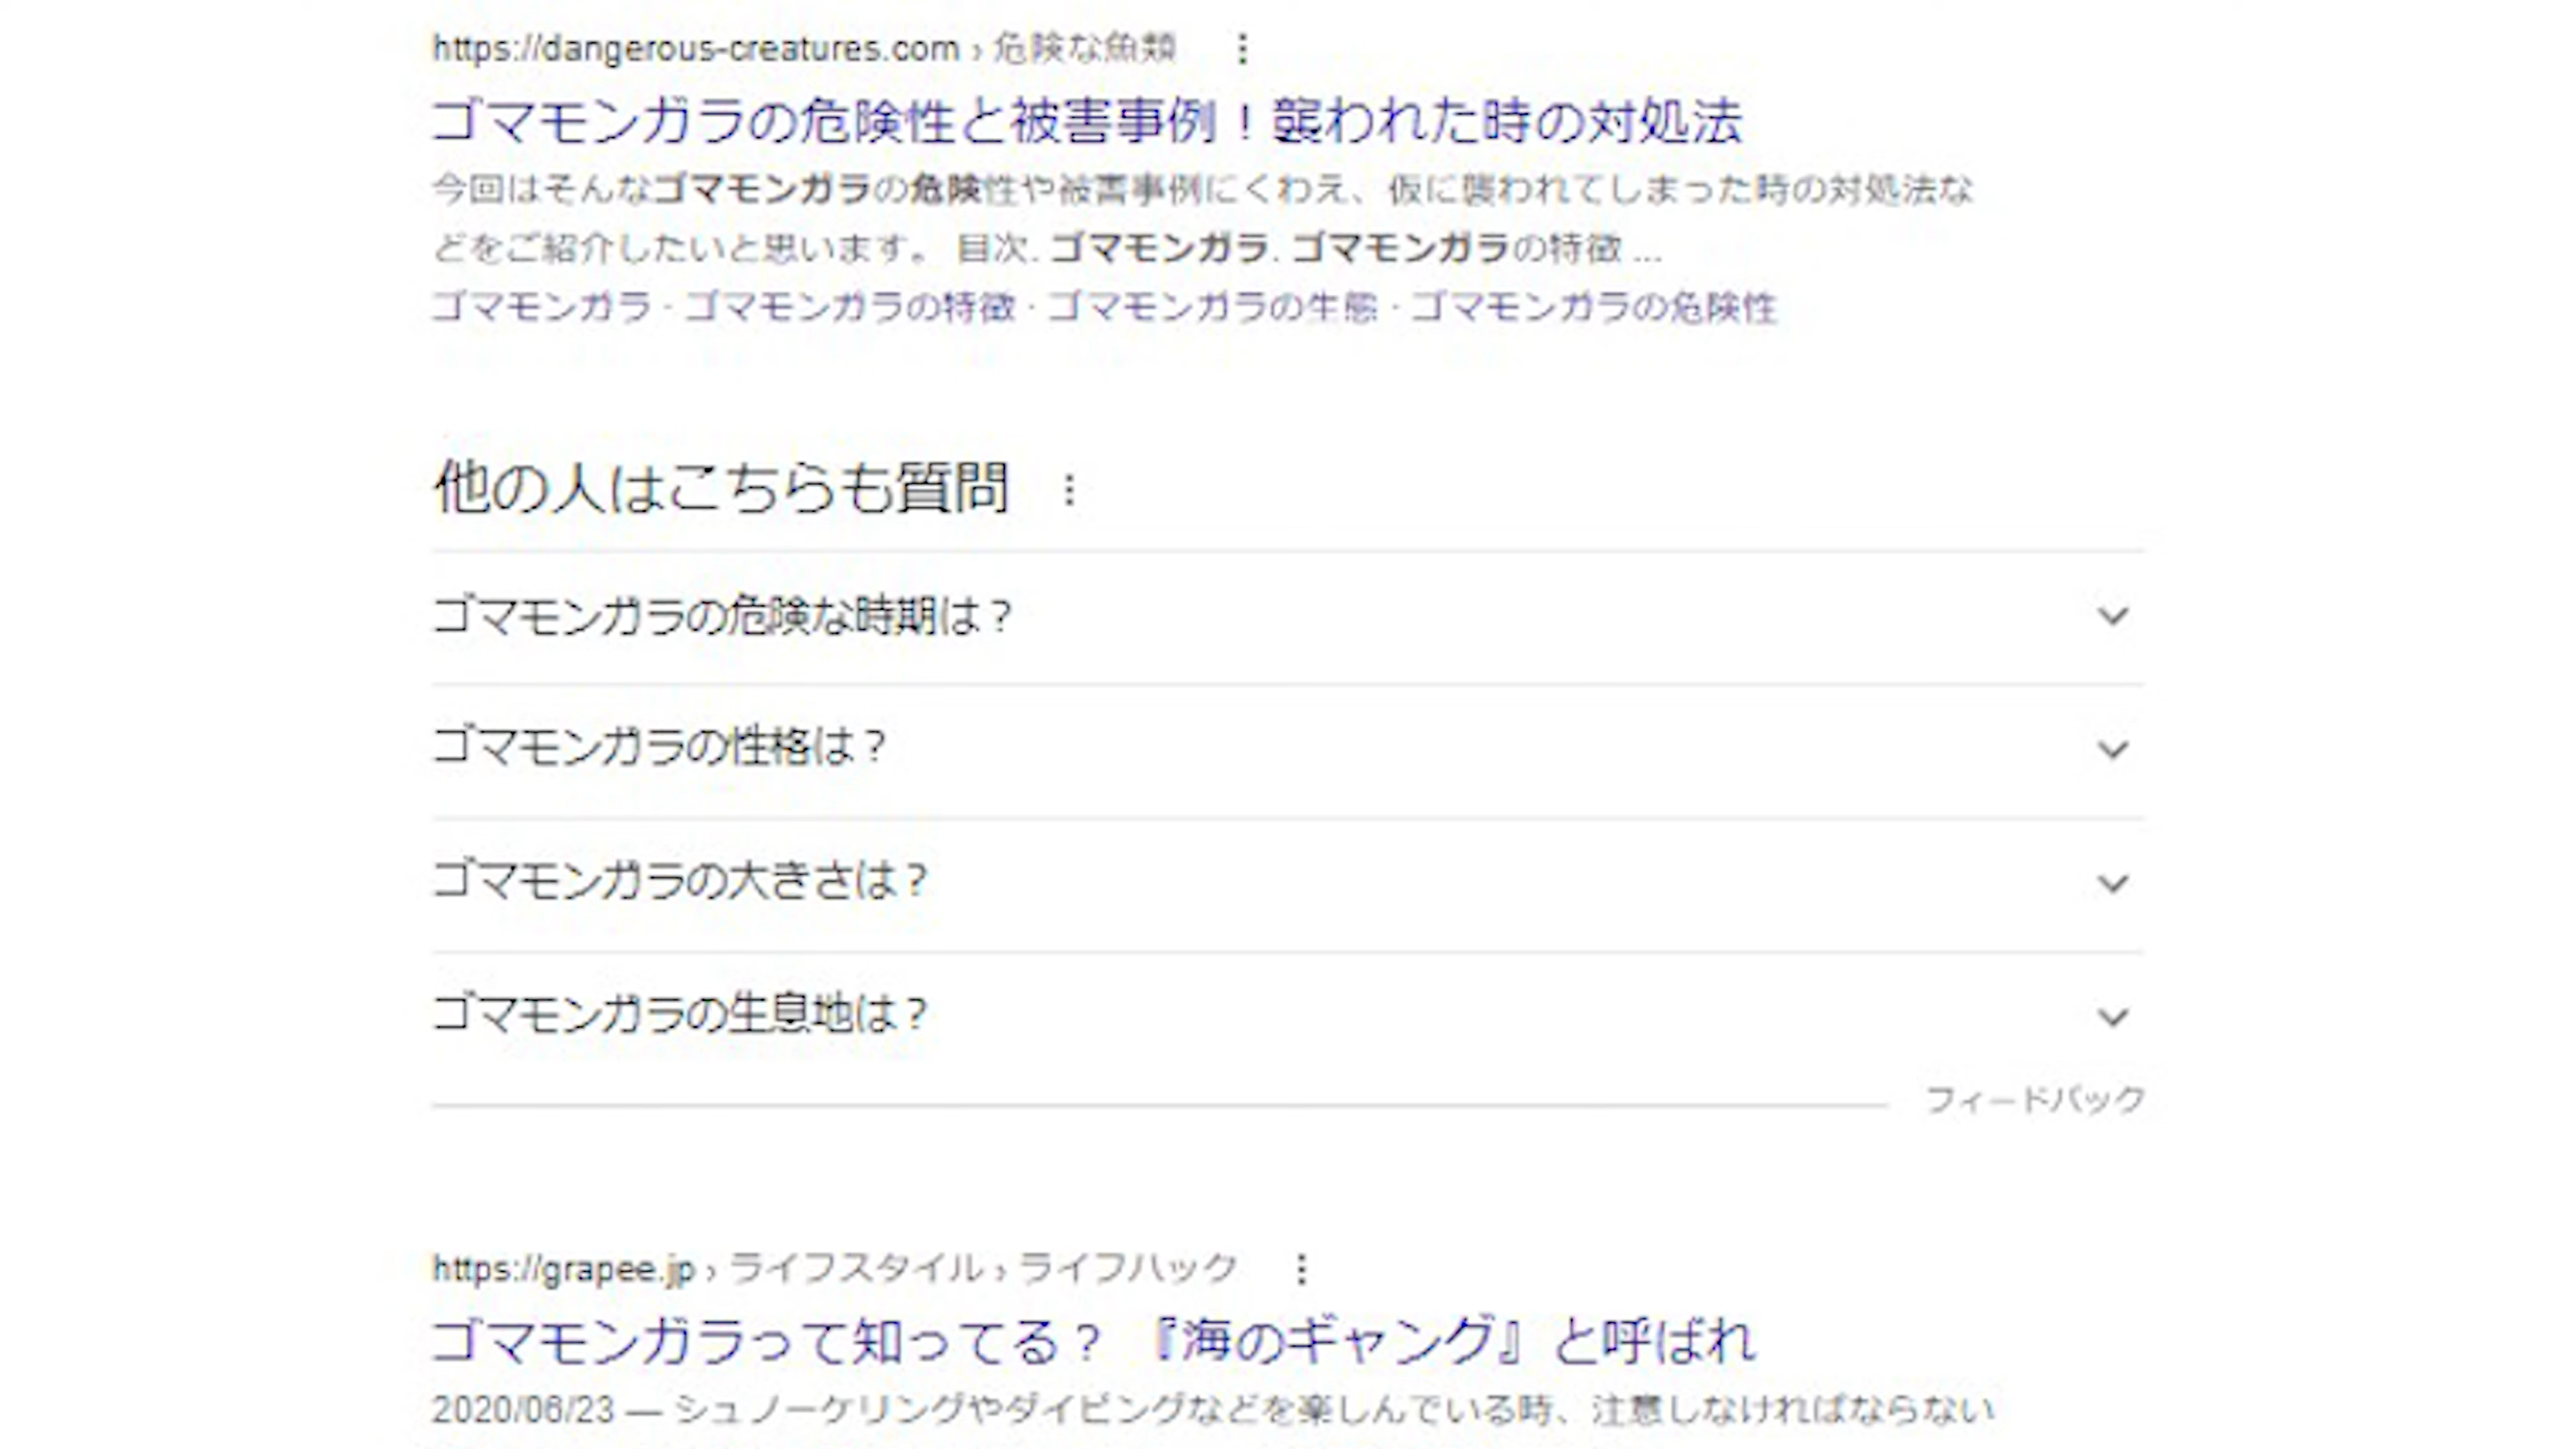 https://dangerous-creatures.com › 危険な魚類
ゴマモンガラの危険性と被害事例！襲われた時の対処法
今回はそんなゴマモンガラの危険性や被害事例にくわえ、仮に襲われてしまった時の対処法な
どをご紹介したいと思います。 目次. ゴマモンガラ. ゴマモンガラの特徴 ...
ゴマモンガラ · ゴマモンガラの特徴 · ゴマモンガラの生態 · ゴマモンガラの危険性
他の人はこちらも質問
ゴマモンガラの危険な時期は？
ゴマモンガラの性格は？
ゴマモンガラの大きさは？
ゴマモンガラの生息地は？
フィードバック
https://grapee.jp › ライフスタイル › ライフハック
ゴマモンガラって知ってる？ 『海のギャング』と呼ばれ
2020/06/23 — シュノーケリングやダイビングなどを楽しんでいる時、注意しなければならない